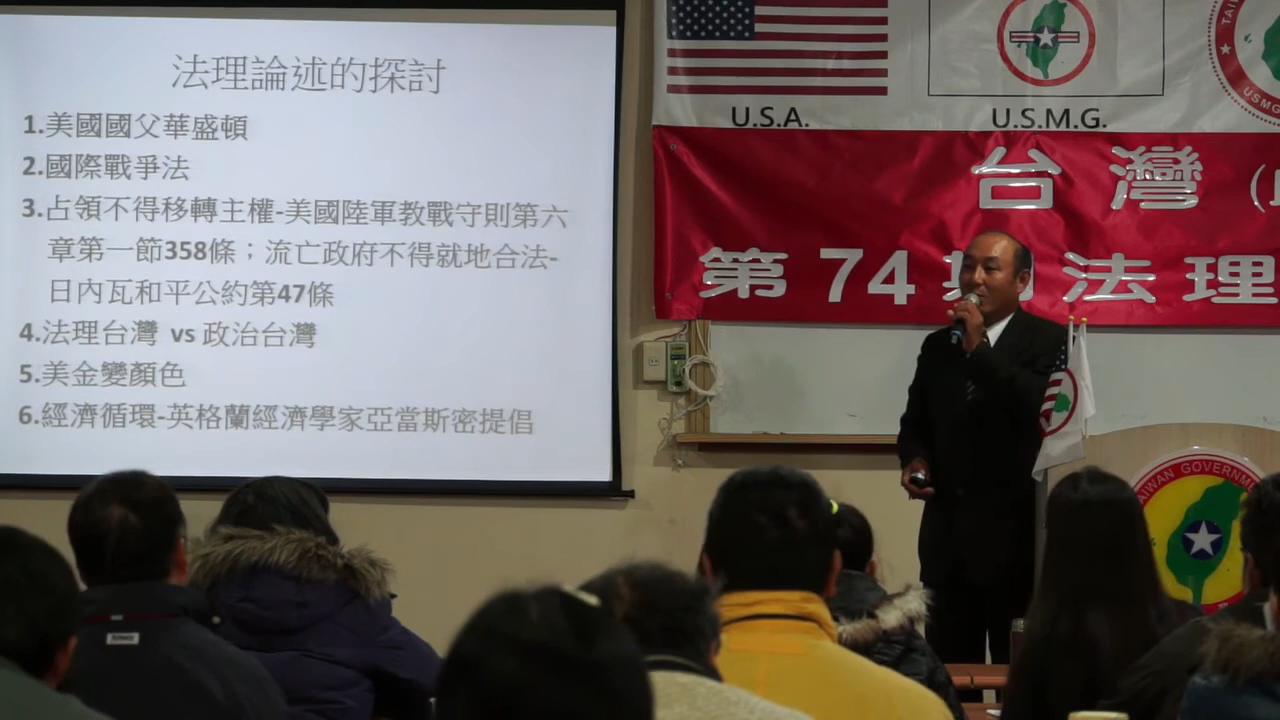 法理論述的探討
1.美國國父華盛頓
2.國際戰爭法
3.占領不得移轉主權-美國陸軍教戰守則第六
章第一節358條；流亡政府不得就地合法-
日內瓦和平公約第47條
4.法理台灣 vs 政治台灣
5.美金變顏色
6.經濟循環-英格蘭經濟學家亞當斯密提倡
U.S.A.
U.S.M.G.
台灣
第74期法理
TAIWAN GOVERNM